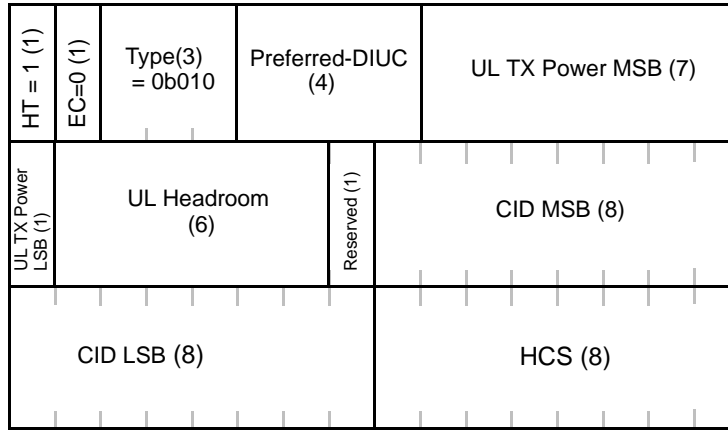 HT = 1 (1)
EC=0 (1)
Type(3)
= 0b010
Preferred-DIUC
(4)
UL TX Power MSB (7)
UL TX Power
LSB (1)
UL Headroom
(6)
Reserved (1)
CID MSB (8)
CID LSB (8)
HCS (8)